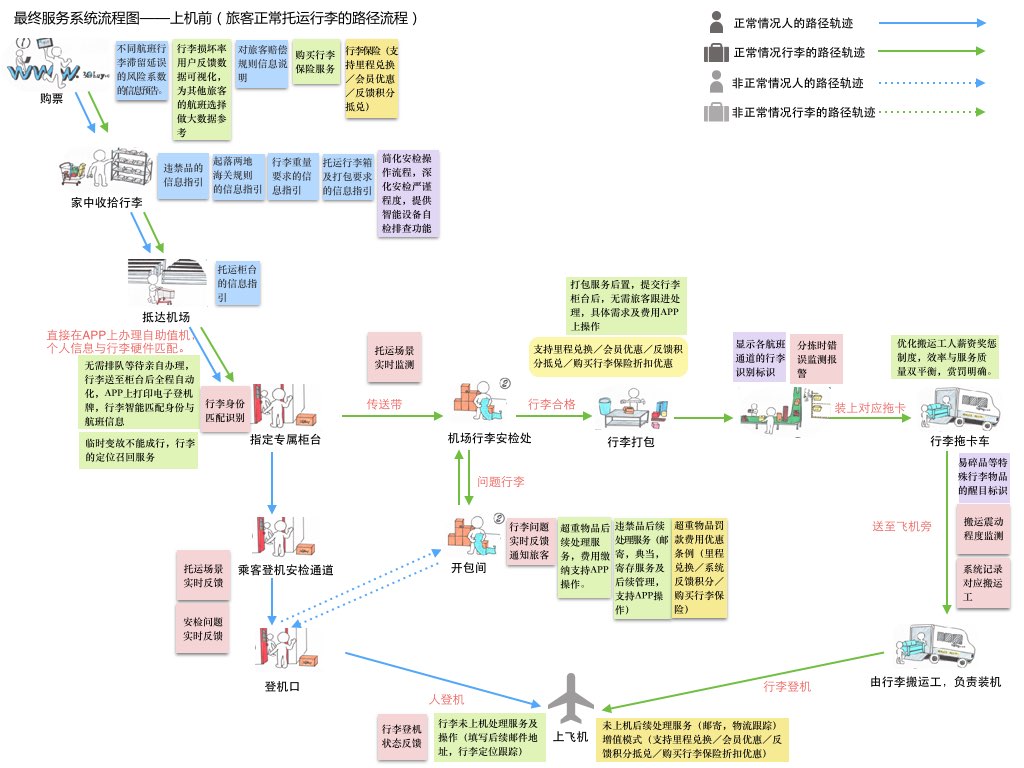 最终服务系统流程图——上机前（旅客正常托运行李的路径流程）
正常情况人的路径轨迹
正常情况行李的路径轨迹
非正常情况人的路径轨迹
非正常情况行李的路径轨迹
①
WWW.
购票
不同航班行
李滞留延误
的风险系数
的信息预告。
行李损坏率
用户反馈数
据可视化，
为其他旅客
的航班选择
做大数据参
考
对旅客赔偿
规则信息说
明
购买行李
保险服务
行李保险（支
持里程兑换
／会员优惠
／反馈积分
抵兑）
家中收拾行李
违禁品的
信息指引
起落两地
海关规则
的信息指引
行李重量
要求的信
息指引
托运行李箱
及打包要求
的信息指引
简化安检操
作流程，深
化安检严谨
程度，提供
智能设备自
检排查功能
抵达机场
托运柜台
的信息指
引
直接在APP上办理自助值机，
个人信息与行李硬件匹配。
无需排队等待亲自办理，
行李送至柜台后全程自动
化，APP上打印电子登机
牌，行李智能匹配身份与
航班信息
临时变故不能成行，行李
的定位召回服务
行李身份
匹配识别
指定专属柜台
托运场景
实时监测
传送带
②
机场行李安检处
行李合格
打包服务后置，提交行李
柜台后，无需旅客跟进处
理，具体需求及费用APP
上操作
支持里程兑换／会员优惠／反馈积
分抵兑／购买行李保险折扣优惠
行李打包
显示各航班
通道的行李
识别标识
分拣时错
误监测报
警
装上对应拖卡
优化搬运工人薪资奖惩
制度，效率与服务质
量双平衡，赏罚明确。
行李拖卡车
易碎品等特
殊行李物品
的醒目标识
送至飞机旁
搬运震动
程度监测
系统记录
对应搬运
工
问题行李
②
开包间
行李问题
实时反馈
通知旅客
超重物品后
续处理服
务，费用缴
纳支持APP
操作。
违禁品后续
处理服务（邮
寄，典当，
寄存服务及
后续管理，
支持APP操
作）
超重物品罚
款费用优惠
条例（里程
兑换／系统
反馈积分／
购买行李保
险）
乘客登机安检通道
托运场景
实时反馈
安检问题
实时反馈
登机口
由行李搬运工，负责装机
人登机
行李登机
上飞机
行李登机
状态反馈
行李未上机处理服务及
操作（填写后续邮件地
址，行李定位跟踪）
未上机后续处理服务（邮寄，物流跟踪）
增值模式（支持里程兑换／会员优惠／反
馈积分抵兑／购买行李保险折扣优惠）